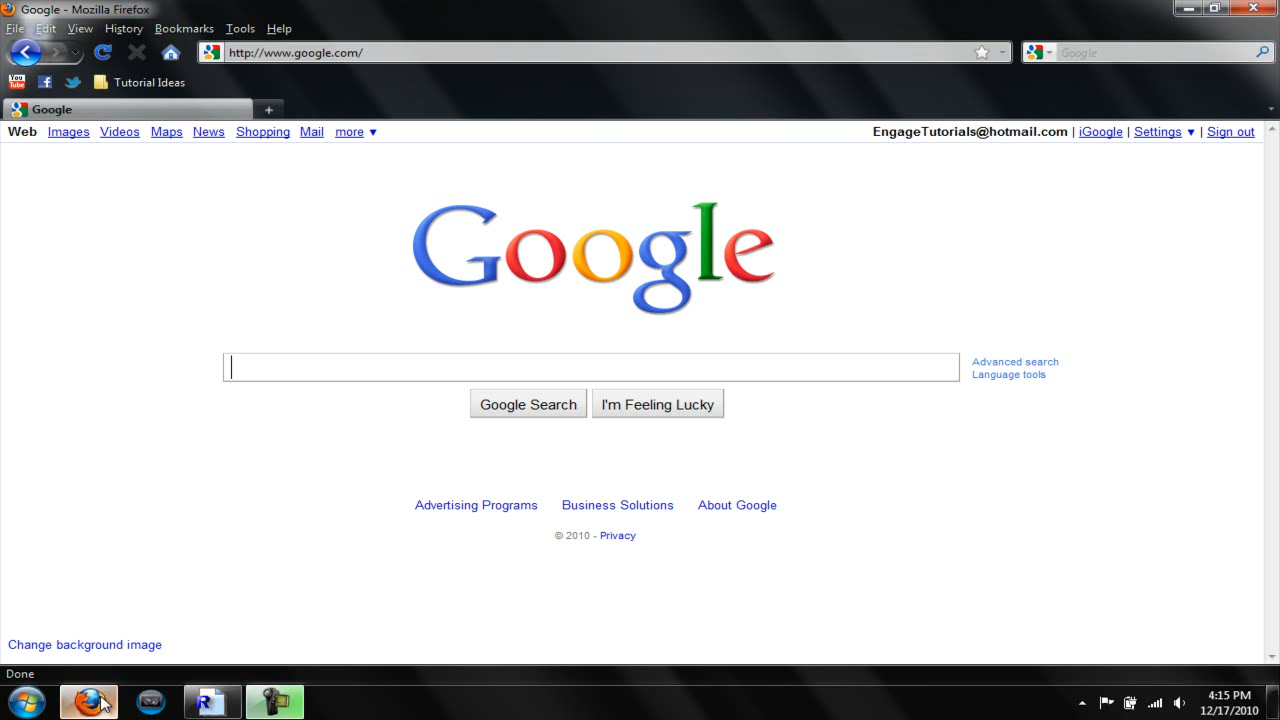 Google - Mozilla Firefox
File Edit View History Bookmarks Tools Help
http://www.google.com/
Google
You Tube
Tutorial Ideas
Google
Web Images Videos Maps News Shopping Mail more ▼
EngageTutorials@hotmail.com | iGoogle | Settings ▼ | Sign out
Google
Advanced search
Language tools
Google Search
I'm Feeling Lucky
Advertising Programs Business Solutions About Google
© 2010 - Privacy
Change background image
Done
4:15 PM
12/17/2010